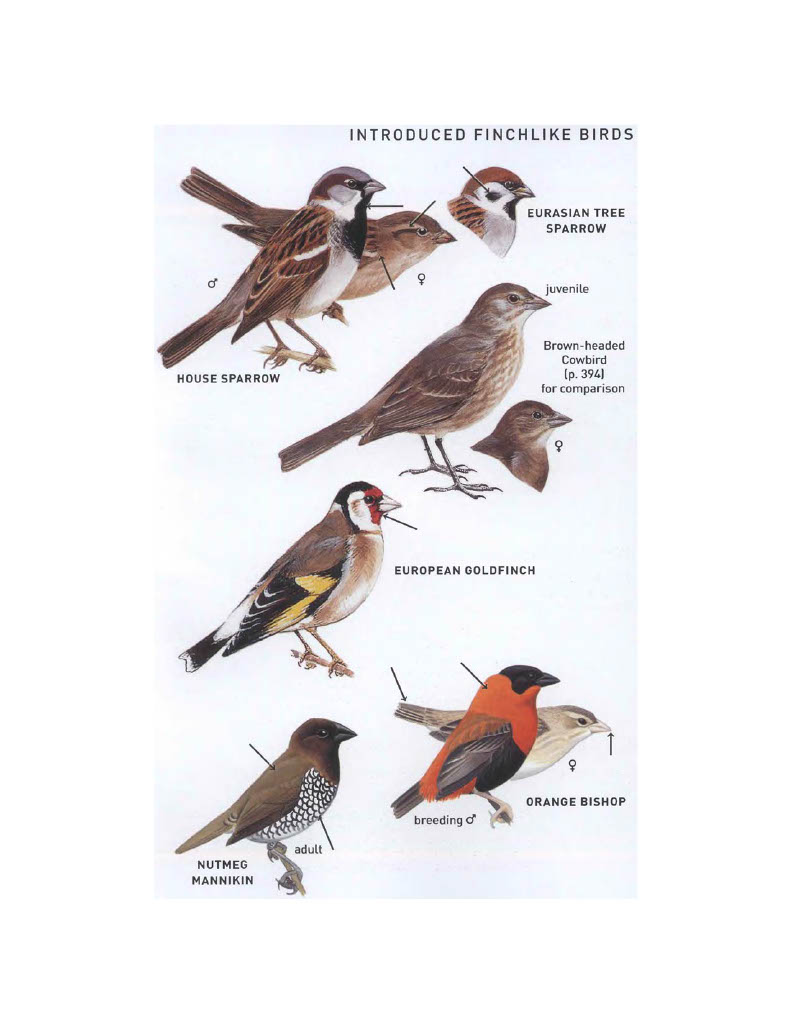 INTRODUCED FINCHLIKE BIRDS
EURASIAN TREE
SPARROW
♂
♀
HOUSE SPARROW
juvenile
Brown-headed
Cowbird
(p. 394)
for comparison
♀
EUROPEAN GOLDFINCH
♀
ORANGE BISHOP
breeding ♂
adult
NUTMEG
MANNIKIN